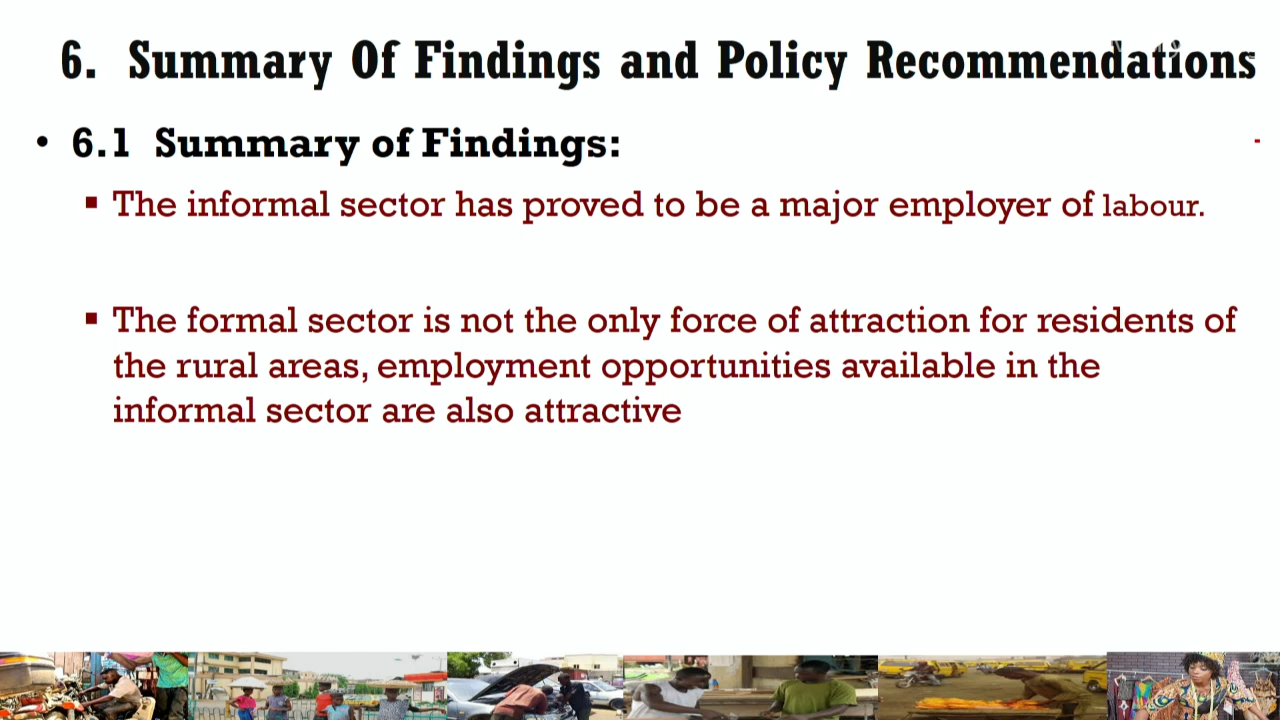 6. Summary Of Findings and Policy Recommendations
• 6.1 Summary of Findings:
▪ The informal sector has proved to be a major employer of labour.
▪ The formal sector is not the only force of attraction for residents of
the rural areas, employment opportunities available in the
informal sector are also attractive